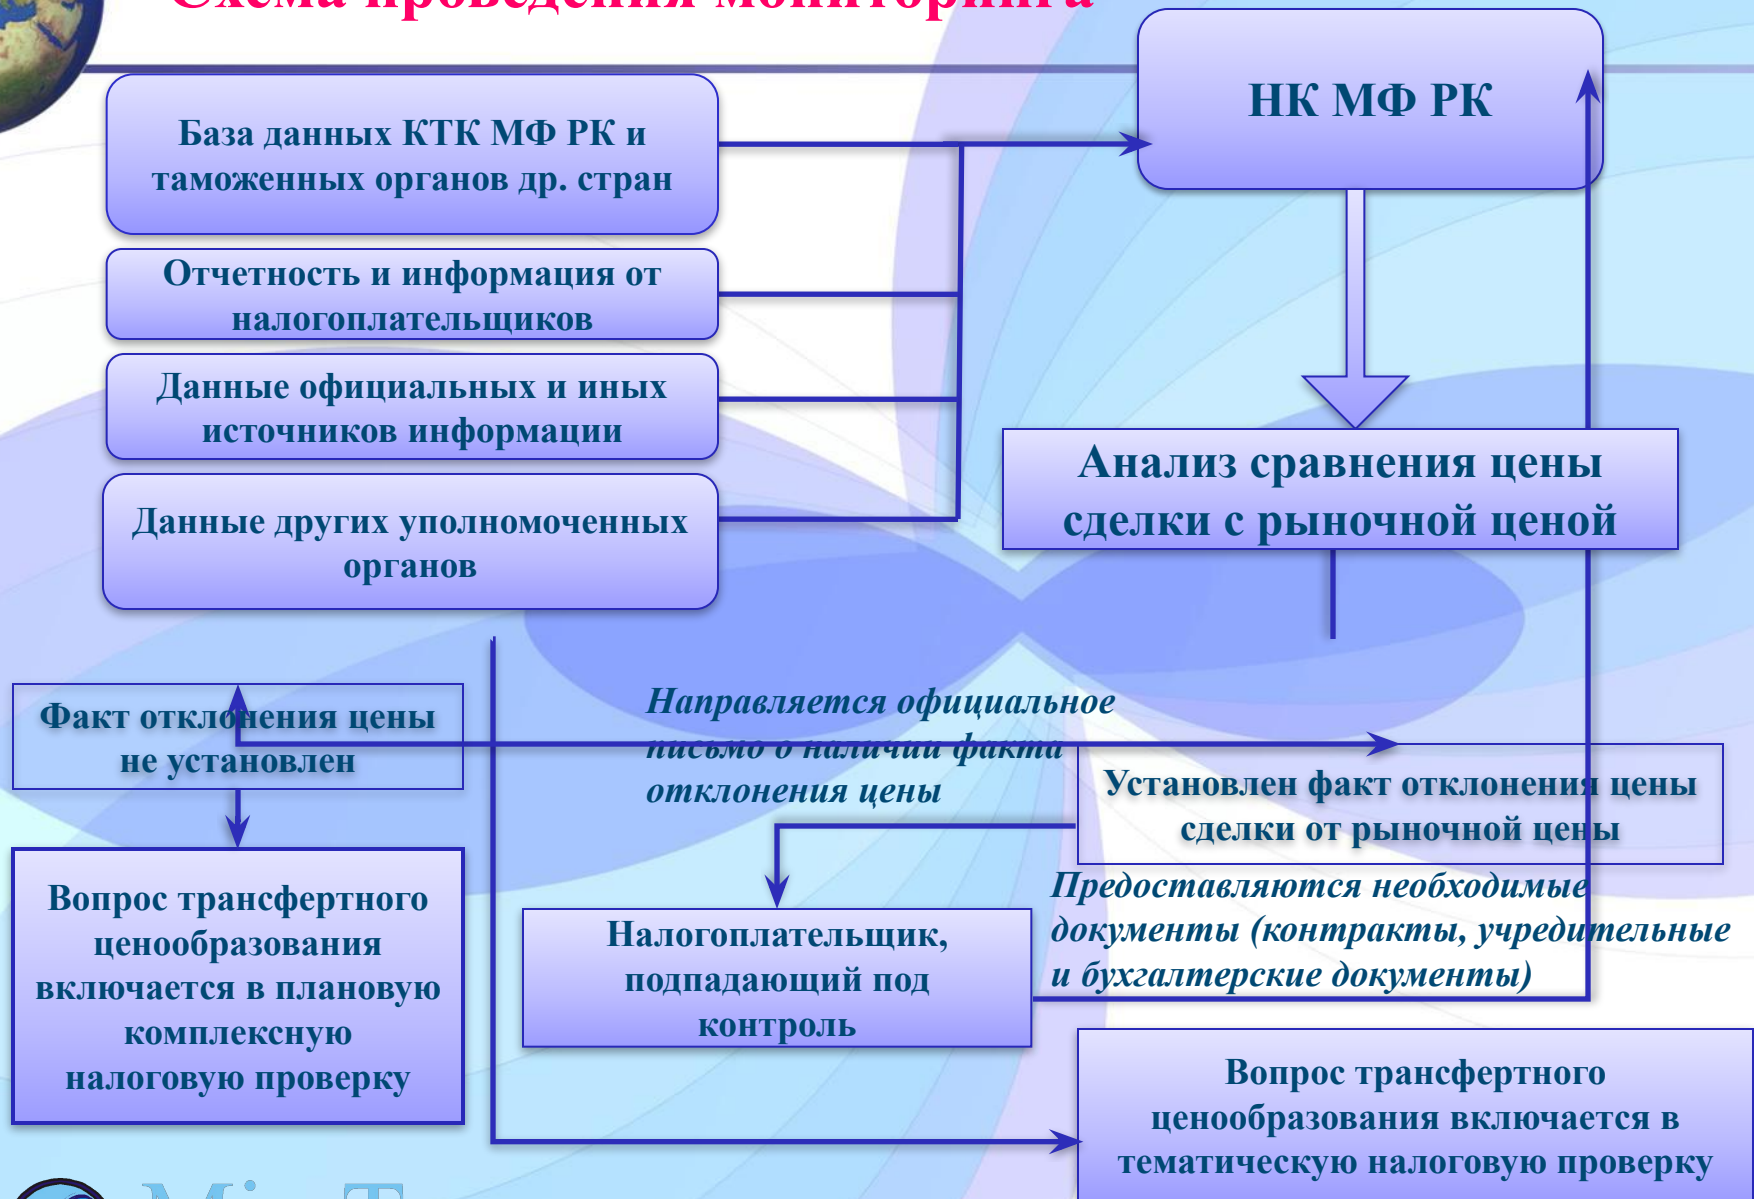 Схема проведения мониторинга
НК МФ РК
База данных КТК МФ РК и
таможенных органов др. стран
Отчетность и информация от
налогоплательщиков
Данные официальных и иных
источников информации
Данные других уполномоченных
органов
Анализ сравнения цены
сделки с рыночной ценой
Факт отклонения цены
не установлен
Направляется официальное
письмо о наличии факта
отклонения цены
Установлен факт отклонения цены
сделки от рыночной цены
Вопрос трансфертного
ценообразования
включается в плановую
комплексную
налоговую проверку
Налогоплательщик,
подпадающий под
контроль
Предоставляются необходимые
документы (контракты, учредительные
и бухгалтерские документы)
Вопрос трансфертного
ценообразования включается в
тематическую налоговую проверку